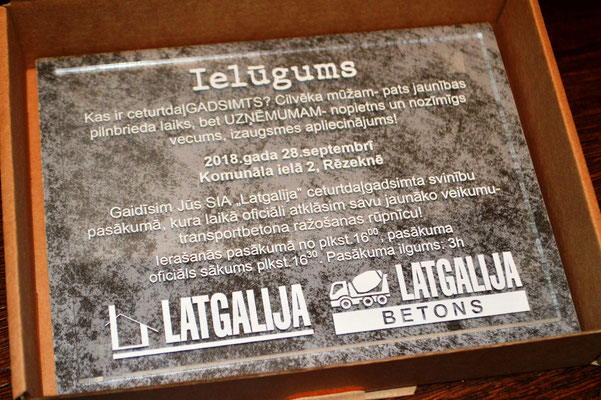 Ielūgums
Kas ir ceturtdaļGADSIMTS? Cilvēka mūžam- pats jaunības
pilnbrieda laiks, bet UZŅĒMUMAM- nopietns un nozīmīgs
vecums, izaugsmes apliecinājums!
2018.gada 28.septembrī
Komunāla ielā 2, Rēzeknē
Gaidīsim Jūs SIA „Latgalija" ceturtdaļgadsimta svinību
pasākumā, kura laikā oficiāli atklāsim savu jaunāko veikumu-
transportbetona ražošanas rūpnīcu!
Ierašanās pasākumā no plkst.16⁰⁰, pasākuma
oficiāls sākums plkst.16³⁰. Pasākuma ilgums: 3h
LATGALIJA
LATGALIJA
BETONS